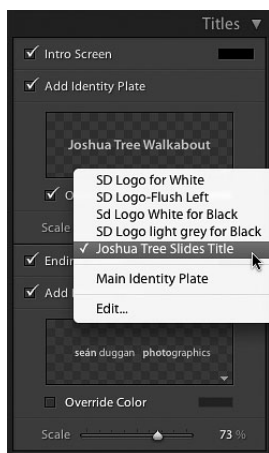 Titles
Intro Screen
Add Identity Plate
Joshua Tree Walkabout
SD Logo for White
SD Logo-Flush Left
Sd Logo White for Black
SD Logo light grey for Black
Joshua Tree Slides Title
Main Identity Plate
Edit...
Scale
seán duggan photographics
Override Color
Scale 73 %